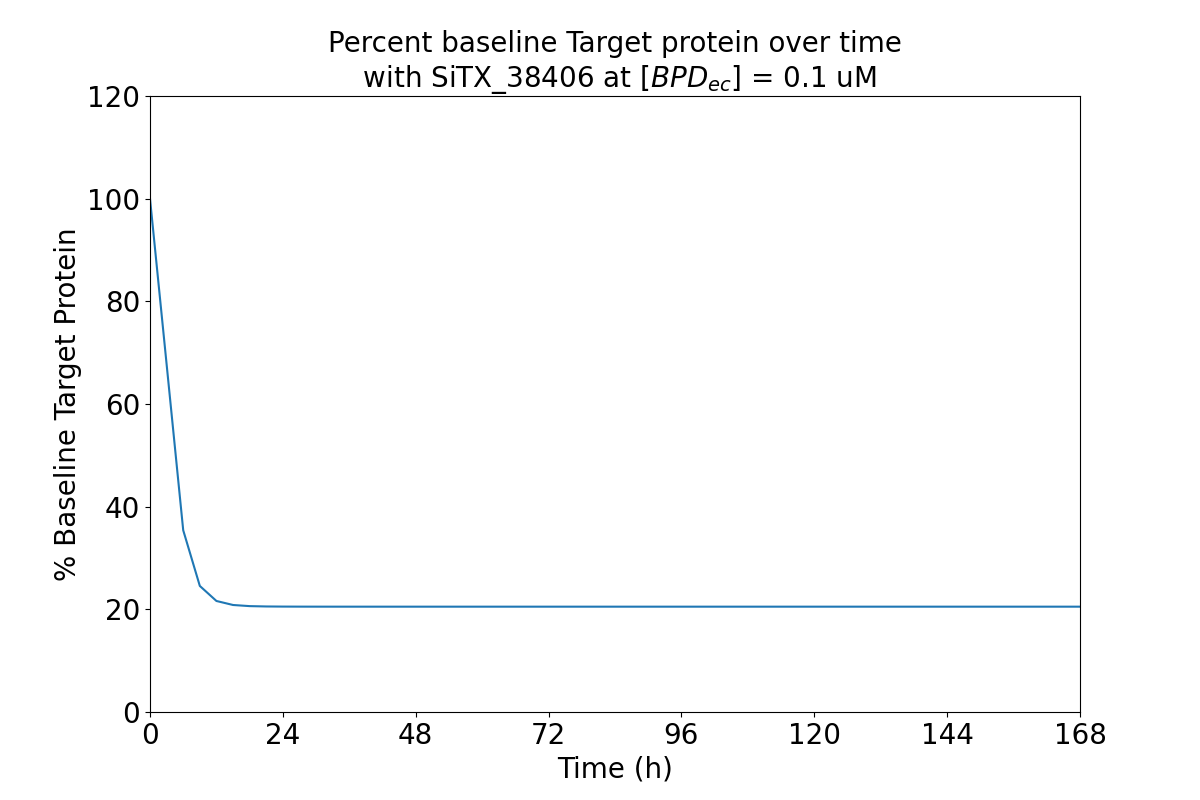 Percent baseline Target protein over time
with SiTX_38406 at [BPD_ec] = 0.1 uM
120
100
80
60
40
20
0
% Baseline Target Protein
0 24 48 72 96 120 144 168
Time (h)